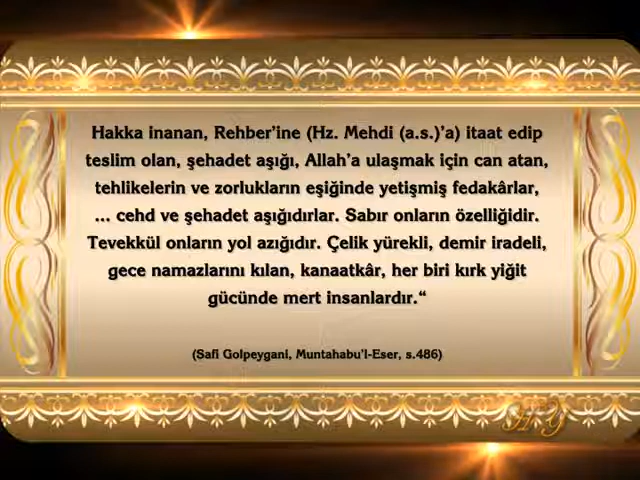 Hakka inanan, Rehber'ine (Hz. Mehdi (a.s.)'a) itaat edip
teslim olan, şehadet aşığı, Allah'a ulaşmak için can atan,
tehlikelerin ve zorlukların eşiğinde yetişmiş fedakârlar,
... cehd ve şehadet aşığıdırlar. Sabır onların özelliğidir.
Tevekkül onların yol azığıdır. Çelik yürekli, demir iradeli,
gece namazlarını kılan, kanaatkâr, her biri kırk yiğit
gücünde mert insanlardır.“
(Safi Golpeygani, Muntahabu'l-Eser, s.486)
HY